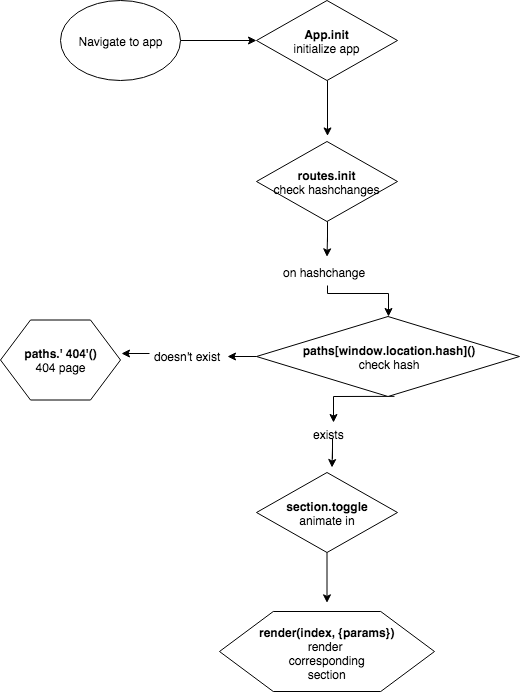 Navigate to app
App.init
initialize app
routes.init
check hashchanges
on hashchange
paths[window.location.hash]()
check hash
doesn't exist
paths.' 404'()
404 page
exists
section.toggle
animate in
render(index, {params})
render
corresponding
section